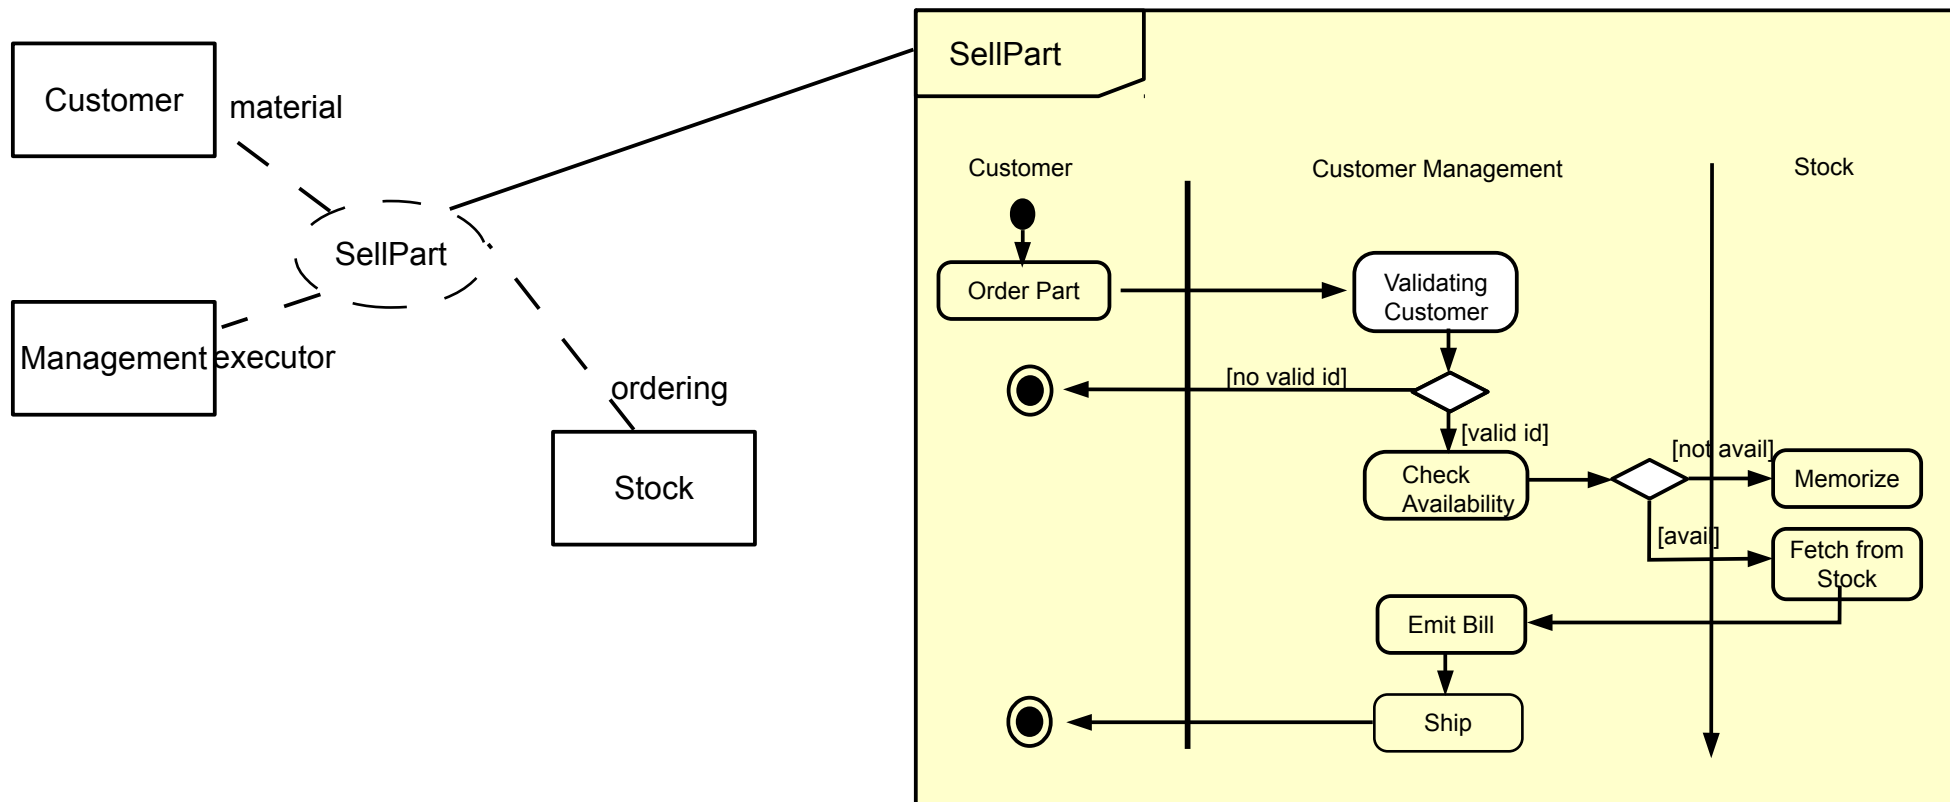 Customer
material
SellPart
Management
executor
ordering
Stock
SellPart
Customer
Customer Management
Stock
Order Part
Validating
Customer
[no valid id]
[valid id]
Check
Availability
[not avail]
Memorize
[avail]
Fetch from
Stock
Emit Bill
Ship